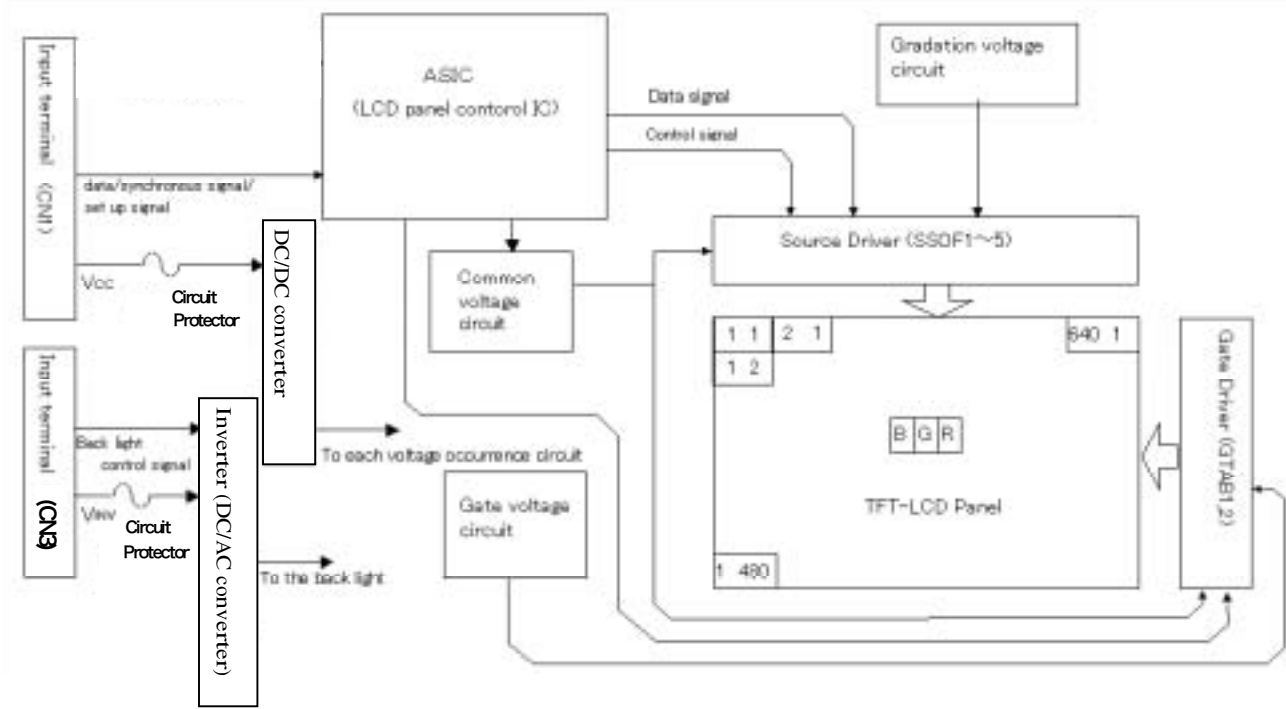 Input terminal (CN1)
ASIC
(LCD panel contorol IC)
Gradation voltage
circuit
Data signal
Control signal
data/synchronous signal/
set up signal
Vcc
Circuit
Protector
DC/DC converter
Common
voltage
circuit
Source Driver (SSDF1～5)
1 1
2 1
640 1
1 2
B G R
TFT-LCD Panel
1 480
Gate Driver (GTAB1,2)
Input terminal
(CN3)
Back light
control signal
VINV
Circuit
Protector
Inverter (DC/AC converter)
To each voltage occurrence circuit
Gate voltage
circuit
To the back light